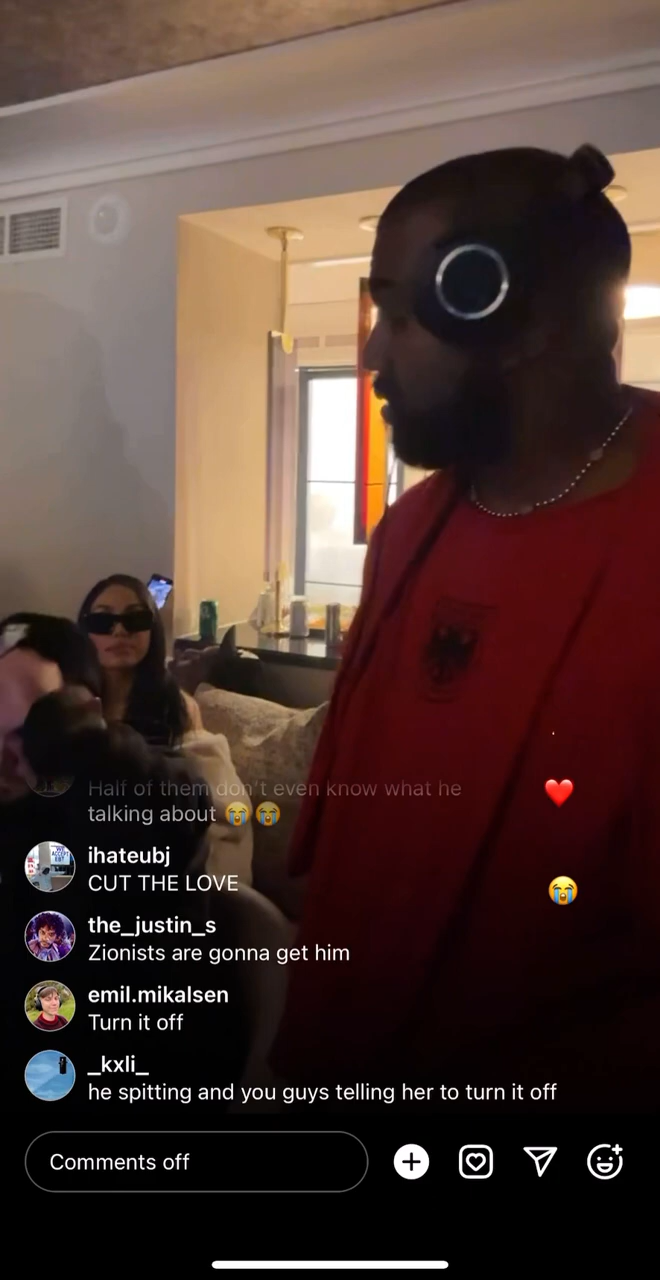 Half of them don't even know what he
talking about 😭😭
ihateubj
CUT THE LOVE
the_justin_s
Zionists are gonna get him
emil.mikalsen
Turn it off
_kxli_
he spitting and you guys telling her to turn it off
Comments off